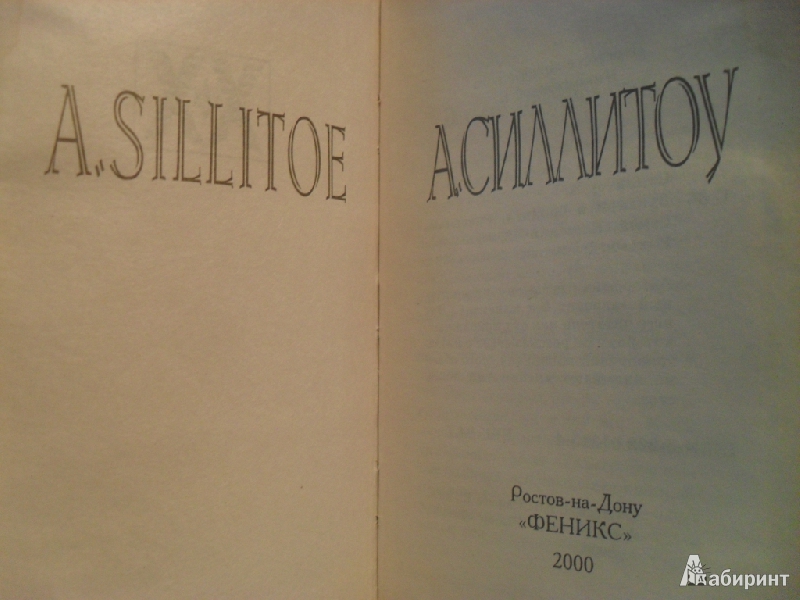 A. SILLITOE
А.СИЛЛИТОУ
Ростов-на-Дону
«ФЕНИКС»
2000
Лабиринт